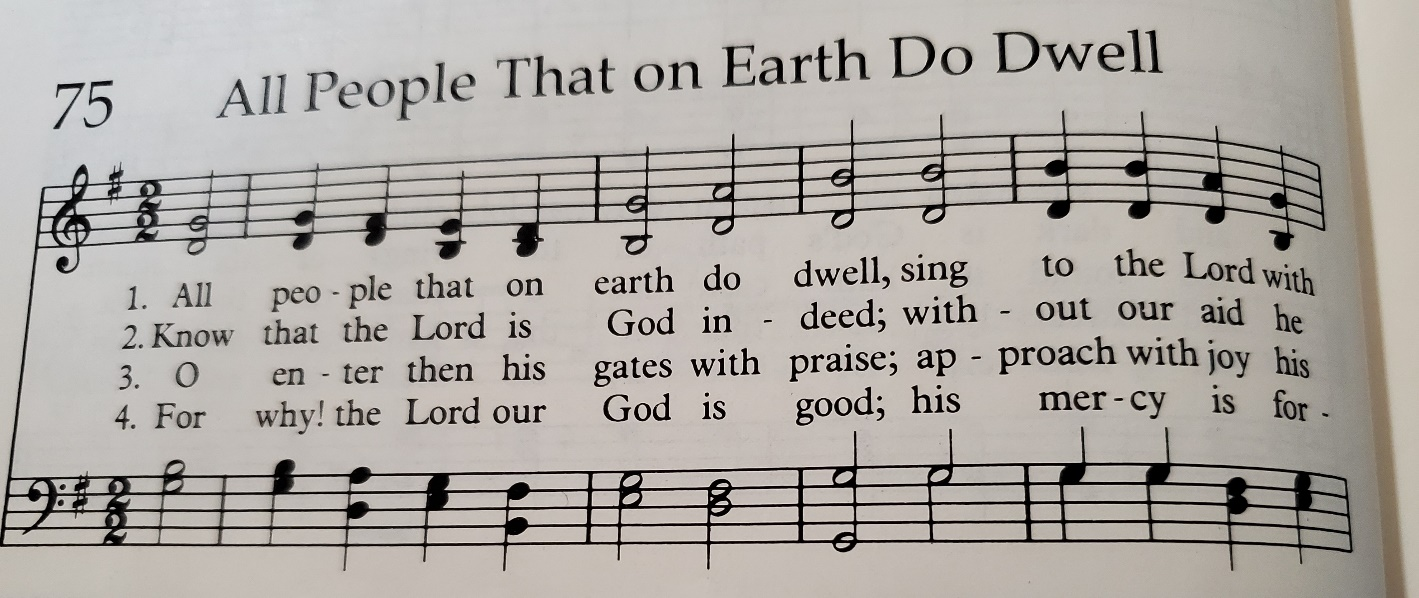 75 All People That on Earth Do Dwell
1. All peo - ple that on earth do dwell, sing to the Lord with
2. Know that the Lord is God in - deed; with - out our aid he
3. O en - ter then his gates with praise; ap - proach with joy his
4. For why! the Lord our God is good; his mer - cy is for -